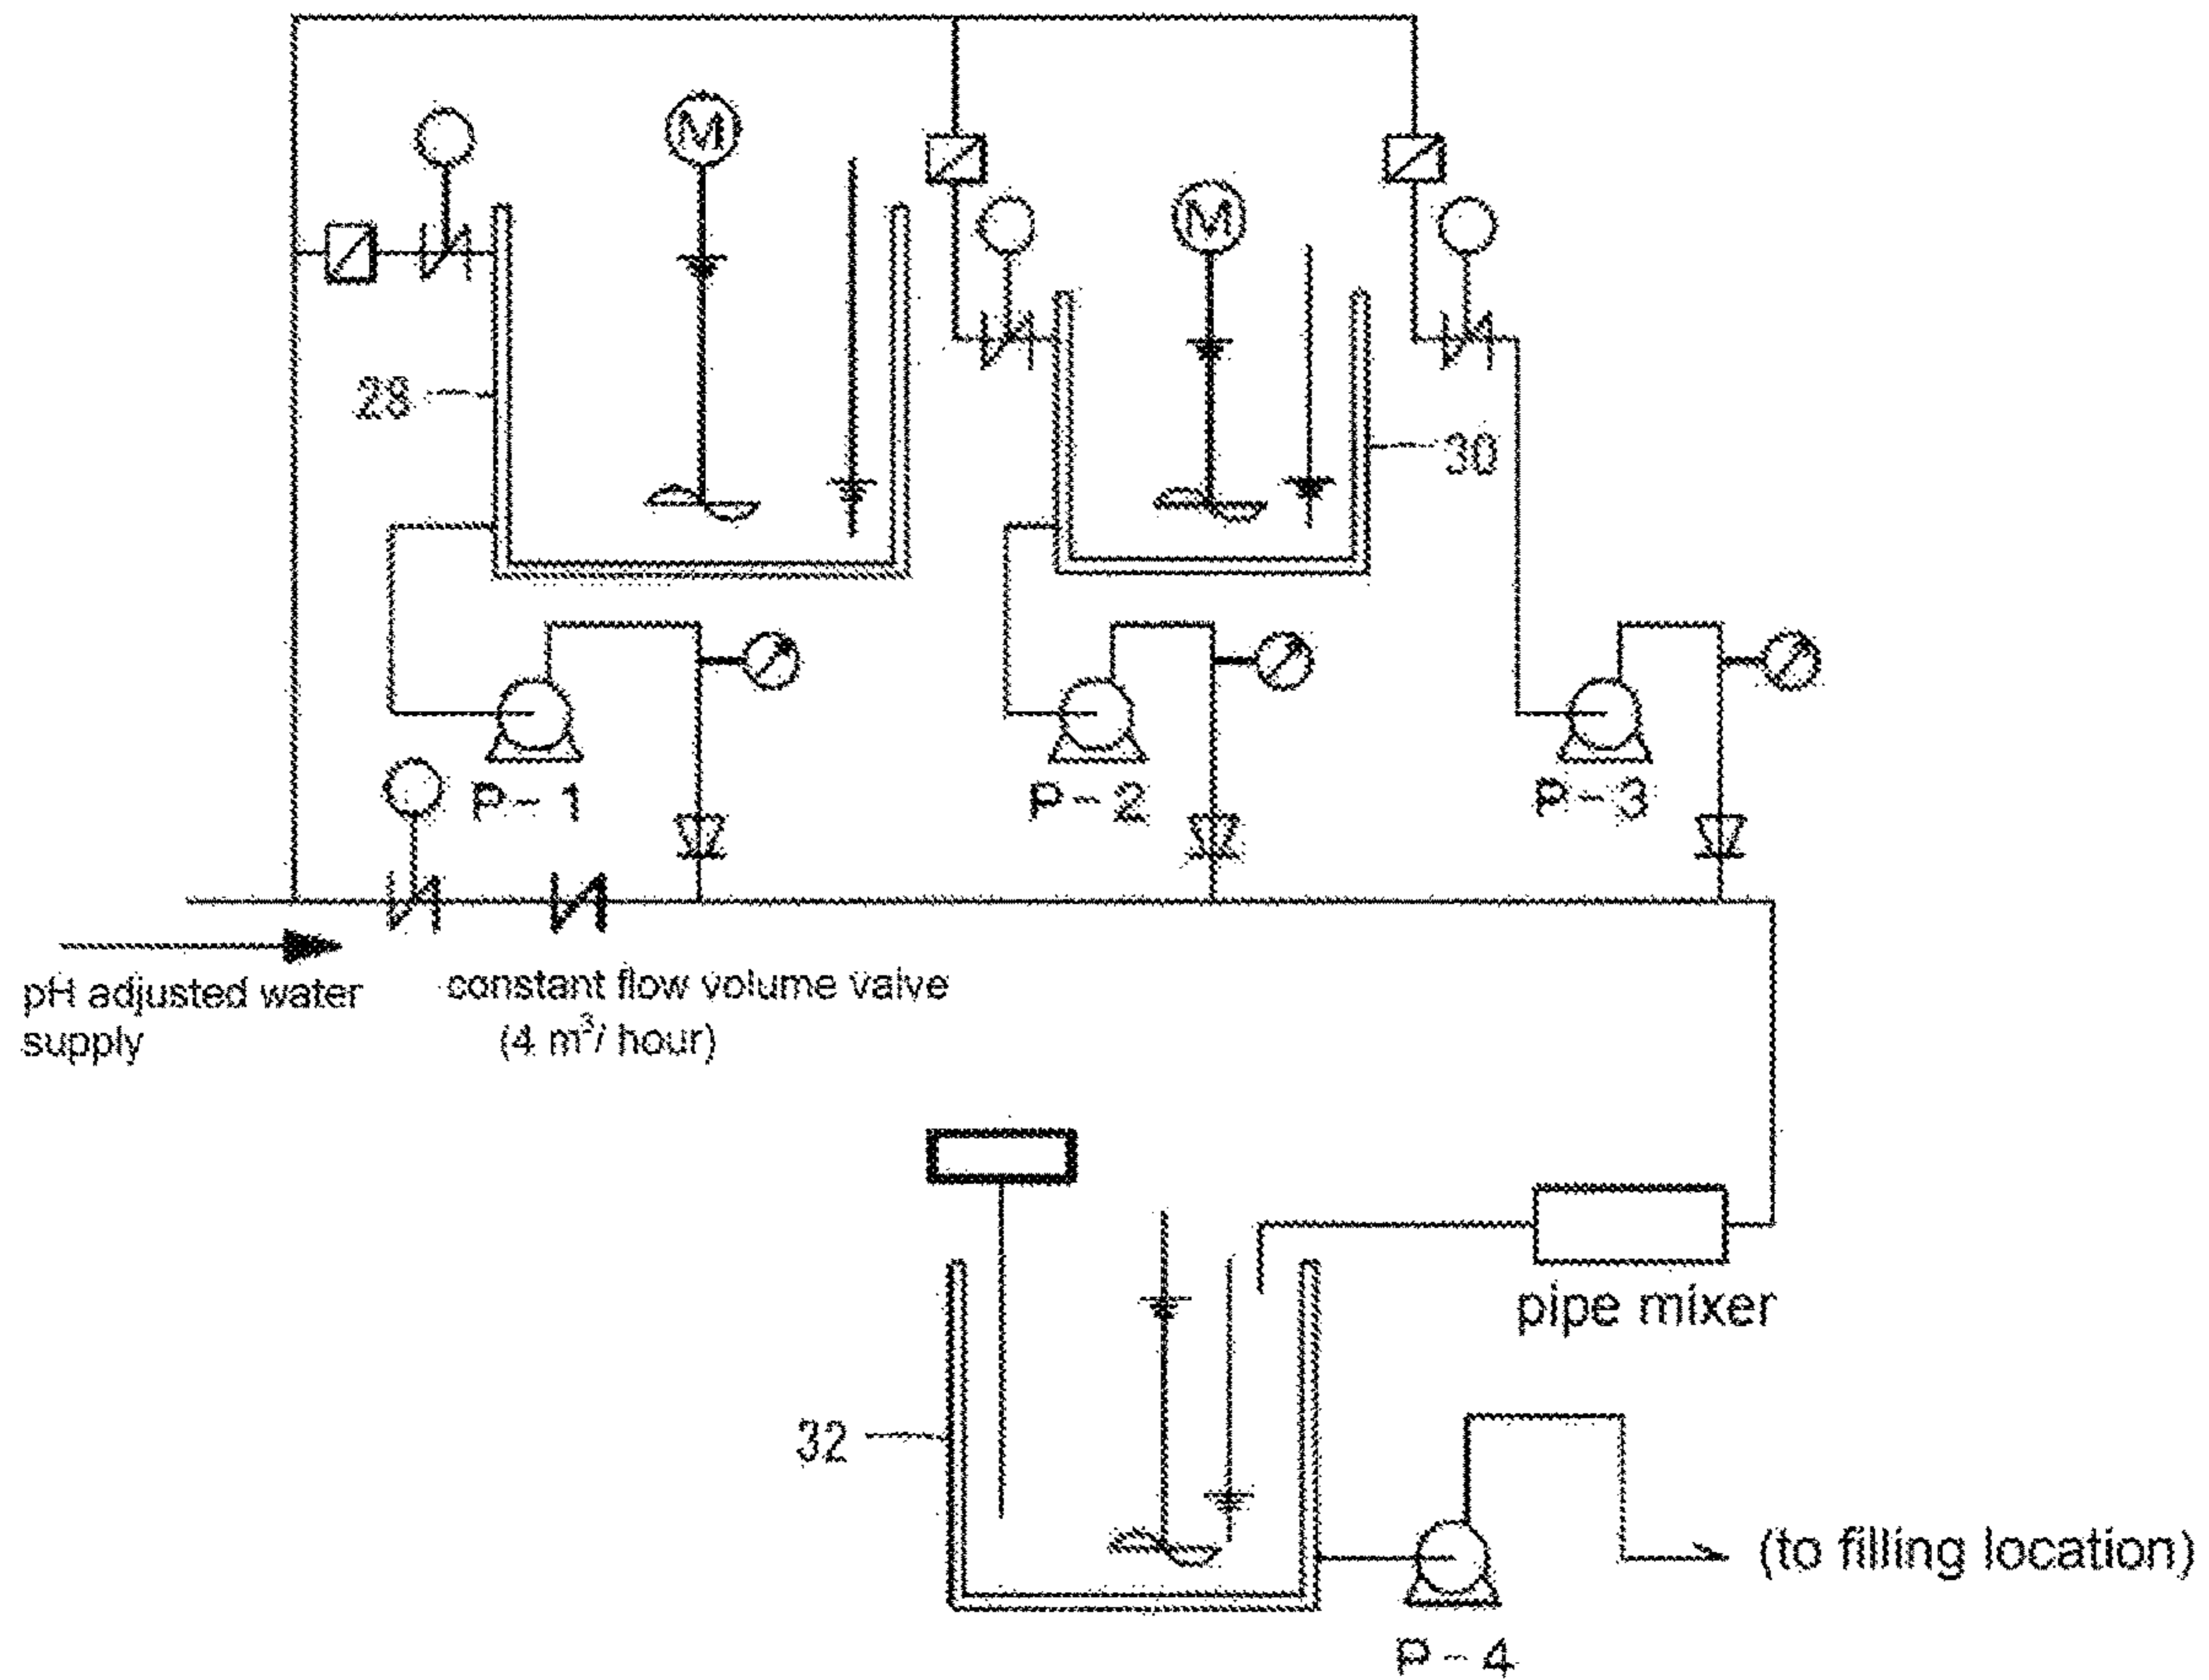 M
M
28
30
P-1
P-2
P-3
pH adjusted water
supply
constant flow volume valve
(4 m³/ hour)
pipe mixer
32
(to filling location)
P-4